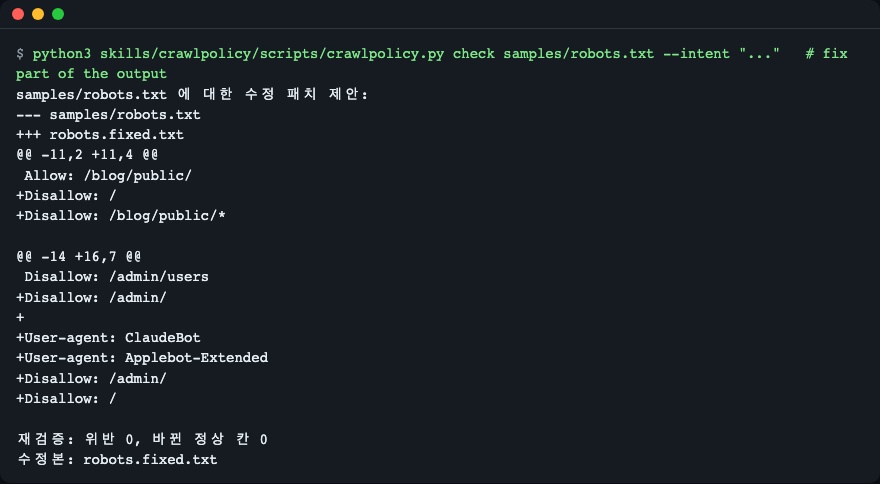 $ python3 skills/crawlpolicy/scripts/crawlpolicy.py check samples/robots.txt --intent "..."   # fix
part of the output
samples/robots.txt 에 대한 수정 패치 제안:
--- samples/robots.txt
+++ robots.fixed.txt
@@ -11,2 +11,4 @@
 Allow: /blog/public/
+Disallow: /
+Disallow: /blog/public/*
@@ -14 +16,7 @@
 Disallow: /admin/users
+Disallow: /admin/
+
+User-agent: ClaudeBot
+User-agent: Applebot-Extended
+Disallow: /admin/
+Disallow: /
재검증: 위반 0, 바뀐 정상 칸 0
수정본: robots.fixed.txt